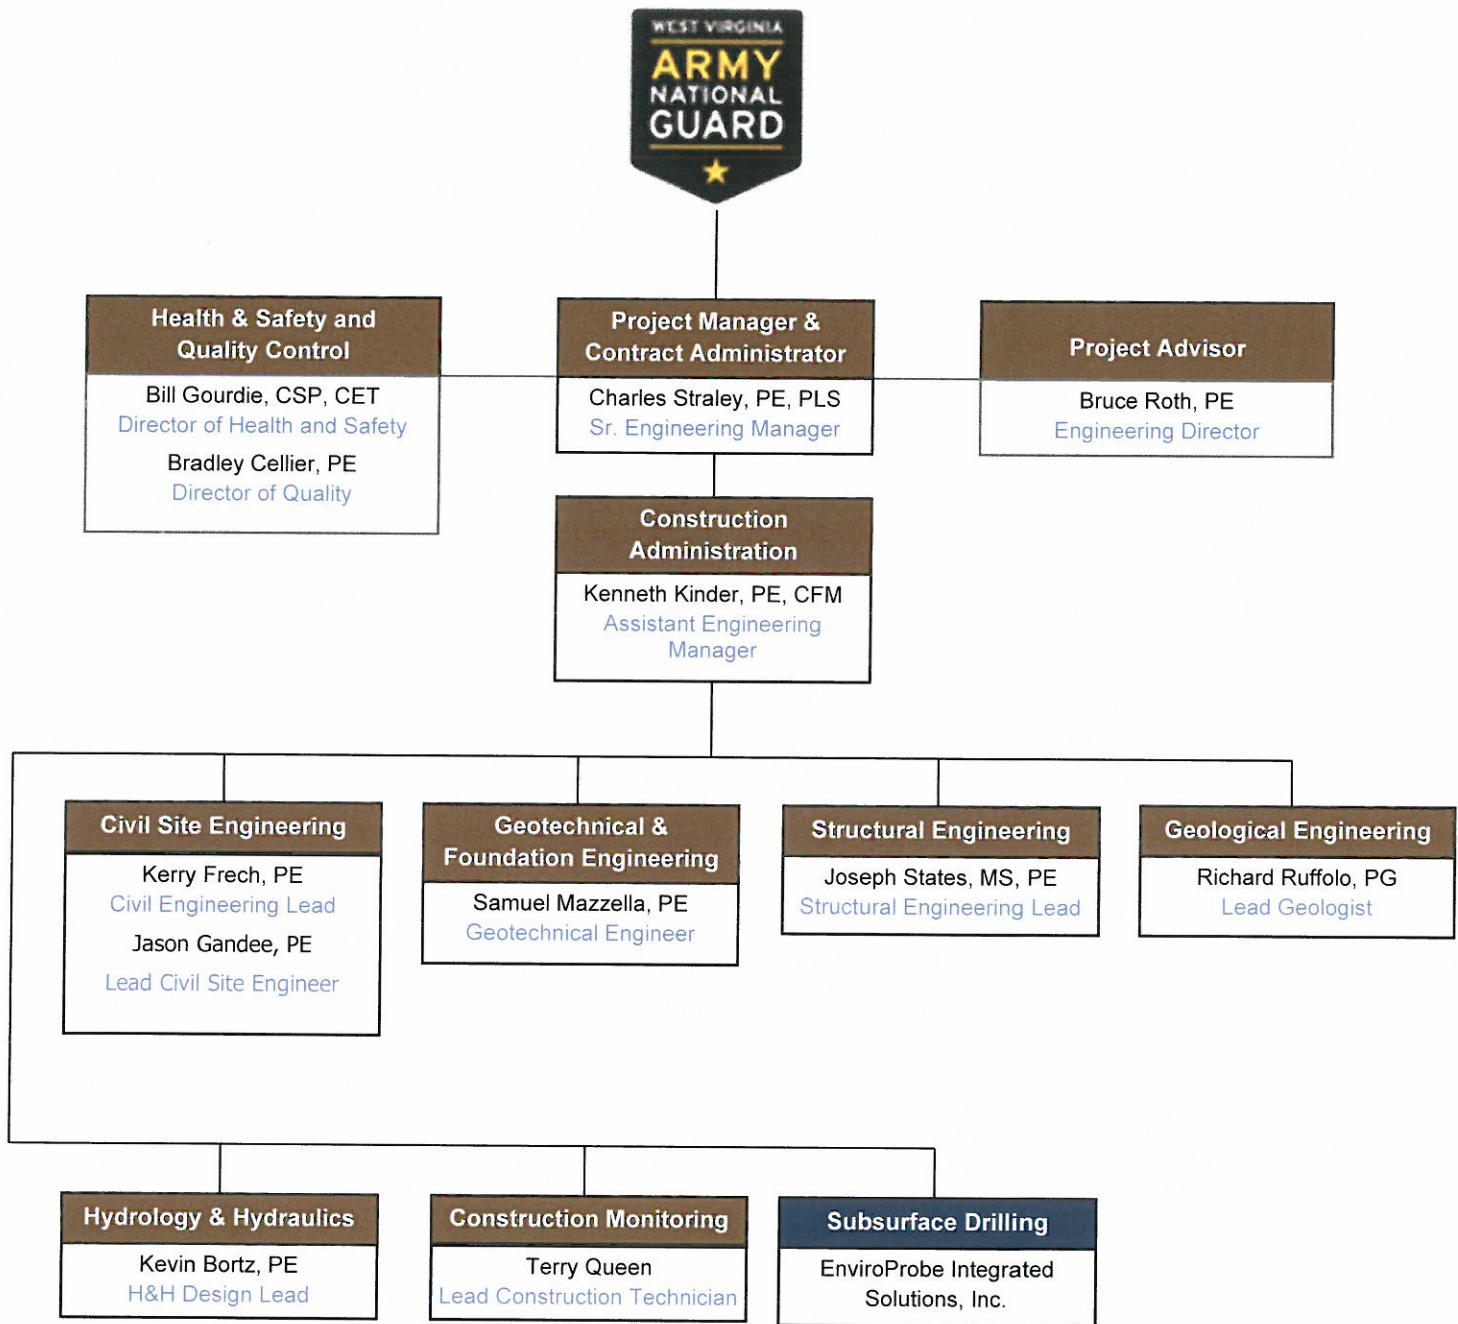 WEST VIRGINIA
ARMY
NATIONAL
GUARD
Health & Safety and
Quality Control
Bill Gourdie, CSP, CET
Director of Health and Safety
Bradley Cellier, PE
Director of Quality
Project Manager &
Contract Administrator
Charles Straley, PE, PLS
Sr. Engineering Manager
Project Advisor
Bruce Roth, PE
Engineering Director
Construction
Administration
Kenneth Kinder, PE, CFM
Assistant Engineering
Manager
Civil Site Engineering
Kerry Frech, PE
Civil Engineering Lead
Jason Gandee, PE
Lead Civil Site Engineer
Geotechnical &
Foundation Engineering
Samuel Mazzella, PE
Geotechnical Engineer
Structural Engineering
Joseph States, MS, PE
Structural Engineering Lead
Geological Engineering
Richard Ruffolo, PG
Lead Geologist
Hydrology & Hydraulics
Kevin Bortz, PE
H&H Design Lead
Construction Monitoring
Terry Queen
Lead Construction Technician
Subsurface Drilling
EnviroProbe Integrated
Solutions, Inc.